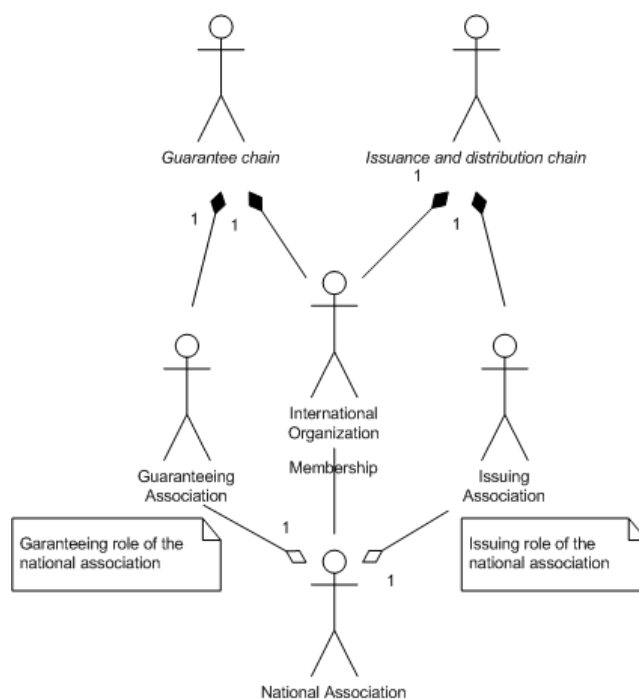 Guarantee chain
Issuance and distribution chain
1
1
1
1
International
Organization
Membership
Guaranteeing
Association
Issuing
Association
Garanteeing role of the
national association
1
Issuing role of the
national association
1
National Association